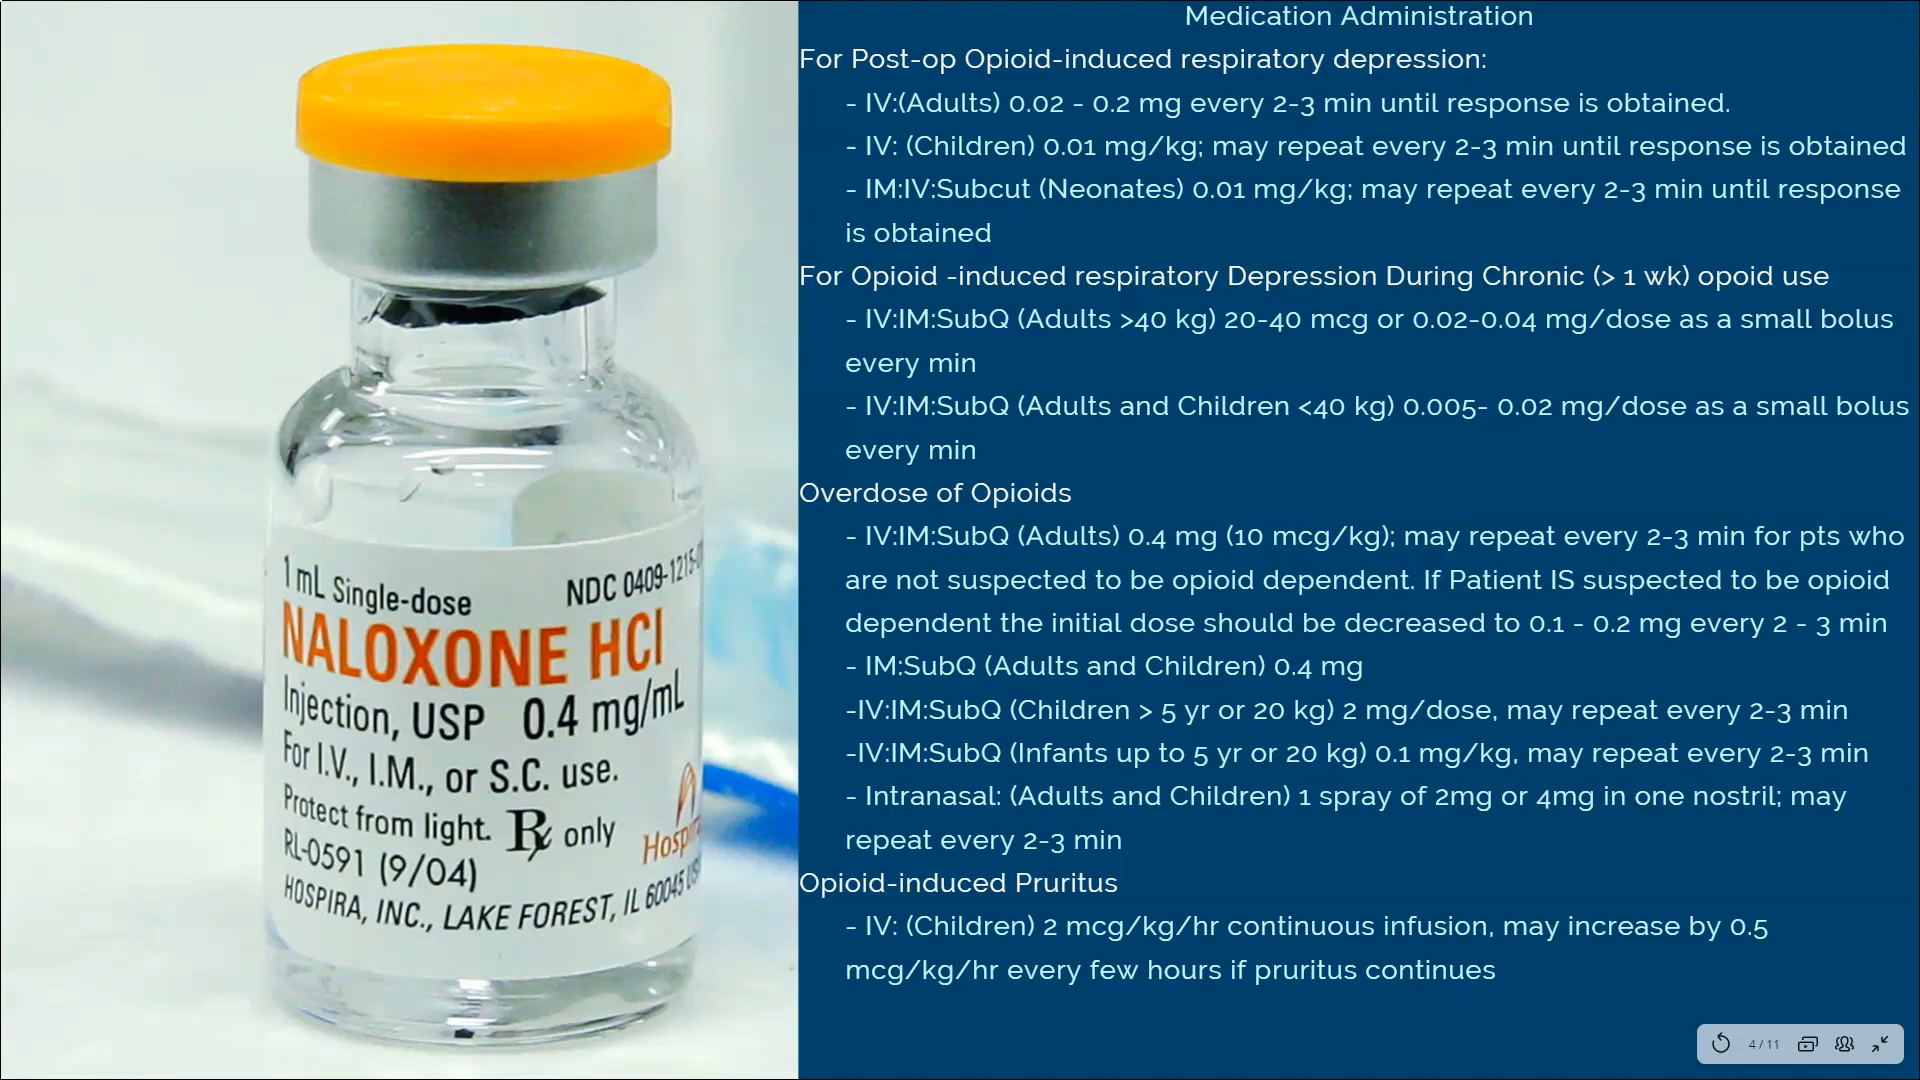 Medication Administration
For Post-op Opioid-induced respiratory depression:
- IV:(Adults) 0.02 - 0.2 mg every 2-3 min until response is obtained.
- IV: (Children) 0.01 mg/kg; may repeat every 2-3 min until response is obtained
- IM:IV:Subcut (Neonates) 0.01 mg/kg; may repeat every 2-3 min until response
is obtained
For Opioid -induced respiratory Depression During Chronic (> 1 wk) opoid use
- IV:IM:SubQ (Adults >40 kg) 20-40 mcg or 0.02-0.04 mg/dose as a small bolus
every min
- IV:IM:SubQ (Adults and Children <40 kg) 0.005- 0.02 mg/dose as a small bolus
every min
Overdose of Opioids
- IV:IM:SubQ (Adults) 0.4 mg (10 mcg/kg); may repeat every 2-3 min for pts who
are not suspected to be opioid dependent. If Patient IS suspected to be opioid
dependent the initial dose should be decreased to 0.1 - 0.2 mg every 2 - 3 min
- IM:SubQ (Adults and Children) 0.4 mg
-IV:IM:SubQ (Children > 5 yr or 20 kg) 2 mg/dose, may repeat every 2-3 min
-IV:IM:SubQ (Infants up to 5 yr or 20 kg) 0.1 mg/kg, may repeat every 2-3 min
- Intranasal: (Adults and Children) 1 spray of 2mg or 4mg in one nostril; may
repeat every 2-3 min
Opioid-induced Pruritus
- IV: (Children) 2 mcg/kg/hr continuous infusion, may increase by 0.5
mcg/kg/hr every few hours if pruritus continues
1 mL Single-dose NDC 0409-1215-
NALOXONE HCl
Injection, USP 0.4 mg/mL
For I.V., I.M., or S.C. use.
Protect from light. Rx only
RL-0591 (9/04)
Hospira
HOSPIRA, INC., LAKE FOREST, IL 60045 USA
4 / 11